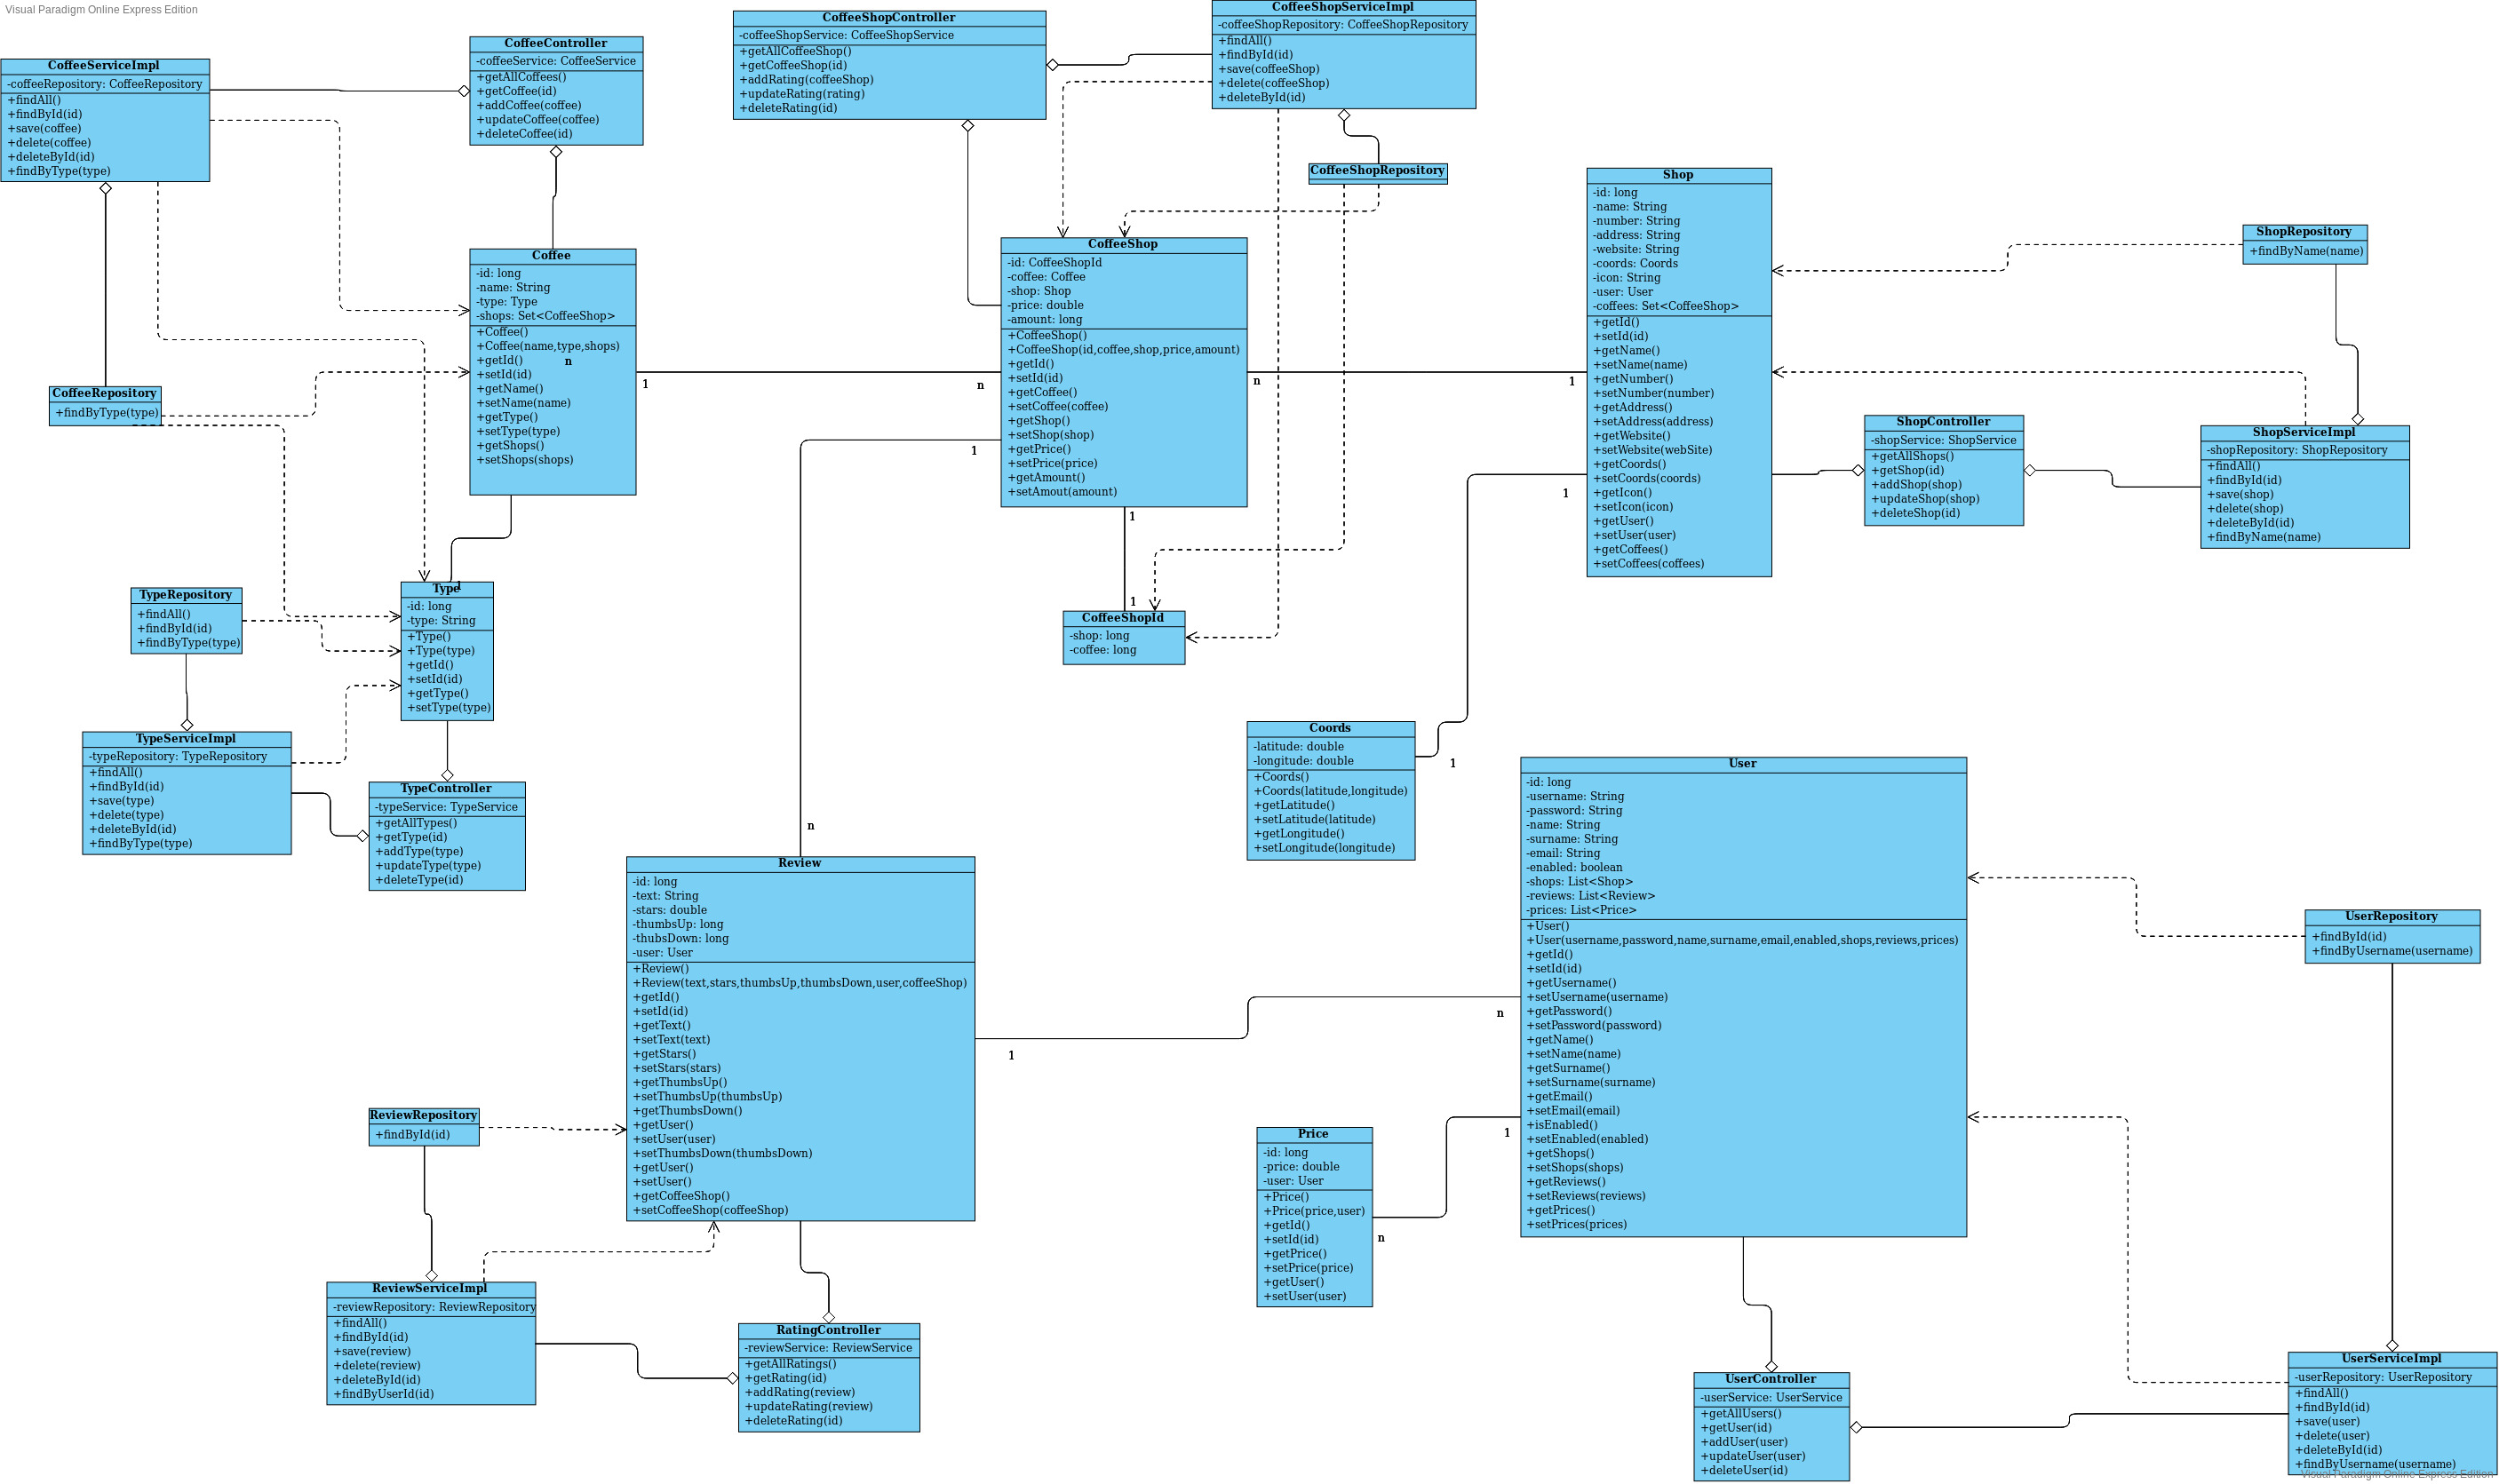 Visual Paradigm Online Express Edition
CoffeeServiceImpl
-coffeeRepository: CoffeeRepository
+findAll()
+findById(id)
+save(coffee)
+delete(coffee)
+deleteById(id)
+findByType(type)
CoffeeController
-coffeeService: CoffeeService
+getAllCoffees()
+getCoffee(id)
+addCoffee(coffee)
+updateCoffee(coffee)
+deleteCoffee(id)
CoffeeShopController
-coffeeShopService: CoffeeShopService
+getAllCoffeeShop()
+getCoffeeShop(id)
+addRating(coffeeShop)
+updateRating(rating)
+deleteRating(id)
CoffeeShopServiceImpl
-coffeeShopRepository: CoffeeShopRepository
+findAll()
+findById(id)
+save(coffeeShop)
+delete(coffeeShop)
+deleteById(id)
CoffeeShopRepository
Coffee
-id: long
-name: String
-type: Type
-shops: Set<CoffeeShop>
+Coffee()
+Coffee(name,type,shops)
+getId()
n
+setId(id)
+getName()
+setName(name)
+getType()
+setType(type)
+getShops()
+setShops(shops)
1
n
CoffeeShop
-id: CoffeeShopId
-coffee: Coffee
-shop: Shop
-price: double
-amount: long
+CoffeeShop()
+CoffeeShop(id,coffee,shop,price,amount)
+getId()
+setId(id)
+getCoffee()
+setCoffee(coffee)
+getShop()
+setShop(shop)
+getPrice()
+setPrice(price)
+getAmount()
+setAmout(amount)
n
1
1
1
1
Shop
-id: long
-name: String
-number: String
-address: String
-website: String
-coords: Coords
-icon: String
-user: User
-coffees: Set<CoffeeShop>
+getId()
+setId(id)
+getName()
+setName(name)
+getNumber()
+setNumber(number)
+getAddress()
+setAddress(address)
+getWebsite()
+setWebsite(webSite)
+getCoords()
+setCoords(coords)
+getIcon()
+setIcon(icon)
+getUser()
+setUser(user)
+getCoffees()
+setCoffees(coffees)
1
ShopRepository
+findByName(name)
ShopController
-shopService: ShopService
+getAllShops()
+getShop(id)
+addShop(shop)
+updateShop(shop)
+deleteShop(id)
ShopServiceImpl
-shopRepository: ShopRepository
+findAll()
+findById(id)
+save(shop)
+delete(shop)
+deleteById(id)
+findByName(name)
CoffeeRepository
+findByType(type)
TypeRepository
+findAll()
+findById(id)
+findByType(type)
Type
1
-id: long
-type: String
+Type()
+Type(type)
+getId()
+setId(id)
+getType()
+setType(type)
CoffeeShopId
-shop: long
-coffee: long
TypeServiceImpl
-typeRepository: TypeRepository
+findAll()
+findById(id)
+save(type)
+delete(type)
+deleteById(id)
+findByType(type)
TypeController
-typeService: TypeService
+getAllTypes()
+getType(id)
+addType(type)
+updateType(type)
+deleteType(id)
Coords
-latitude: double
-longitude: double
+Coords()
+Coords(latitude,longitude)
+getLatitude()
+setLatitude(latitude)
+getLongitude()
+setLongitude(longitude)
1
n
Review
-id: long
-text: String
-stars: double
-thumbsUp: long
-thubsDown: long
-user: User
+Review()
+Review(text,stars,thumbsUp,thumbsDown,user,coffeeShop)
+getId()
+setId(id)
+getText()
+setText(text)
+getStars()
+setStars(stars)
+getThumbsUp()
+setThumbsUp(thumbsUp)
+getThumbsDown()
+getUser()
+setUser(user)
+setThumbsDown(thumbsDown)
+getUser()
+setUser()
+getCoffeeShop()
+setCoffeeShop(coffeeShop)
1
n
User
-id: long
-username: String
-password: String
-name: String
-surname: String
-email: String
-enabled: boolean
-shops: List<Shop>
-reviews: List<Review>
-prices: List<Price>
+User()
+User(username,password,name,surname,email,enabled,shops,reviews,prices)
+getId()
+setId(id)
+getUsername()
+setUsername(username)
+getPassword()
+setPassword(password)
+getName()
+setName(name)
+getSurname()
+setSurname(surname)
+getEmail()
+setEmail(email)
+isEnabled()
+setEnabled(enabled)
+getShops()
+setShops(shops)
+getReviews()
+setReviews(reviews)
+getPrices()
+setPrices(prices)
1
n
UserRepository
+findById(id)
+findByUsername(username)
Price
-id: long
-price: double
-user: User
+Price()
+Price(price,user)
+getId()
+setId(id)
+getPrice()
+setPrice(price)
+getUser()
+setUser(user)
ReviewRepository
+findById(id)
ReviewServiceImpl
-reviewRepository: ReviewRepository
+findAll()
+findById(id)
+save(review)
+delete(review)
+deleteById(id)
+findByUserId(id)
RatingController
-reviewService: ReviewService
+getAllRatings()
+getRating(id)
+addRating(review)
+updateRating(review)
+deleteRating(id)
UserController
-userService: UserService
+getAllUsers()
+getUser(id)
+addUser(user)
+updateUser(user)
+deleteUser(id)
UserServiceImpl
-userRepository: UserRepository
+findAll()
+findById(id)
+save(user)
+delete(user)
+deleteById(id)
+findByUsername(username)
Visual Paradigm Online Express Edition